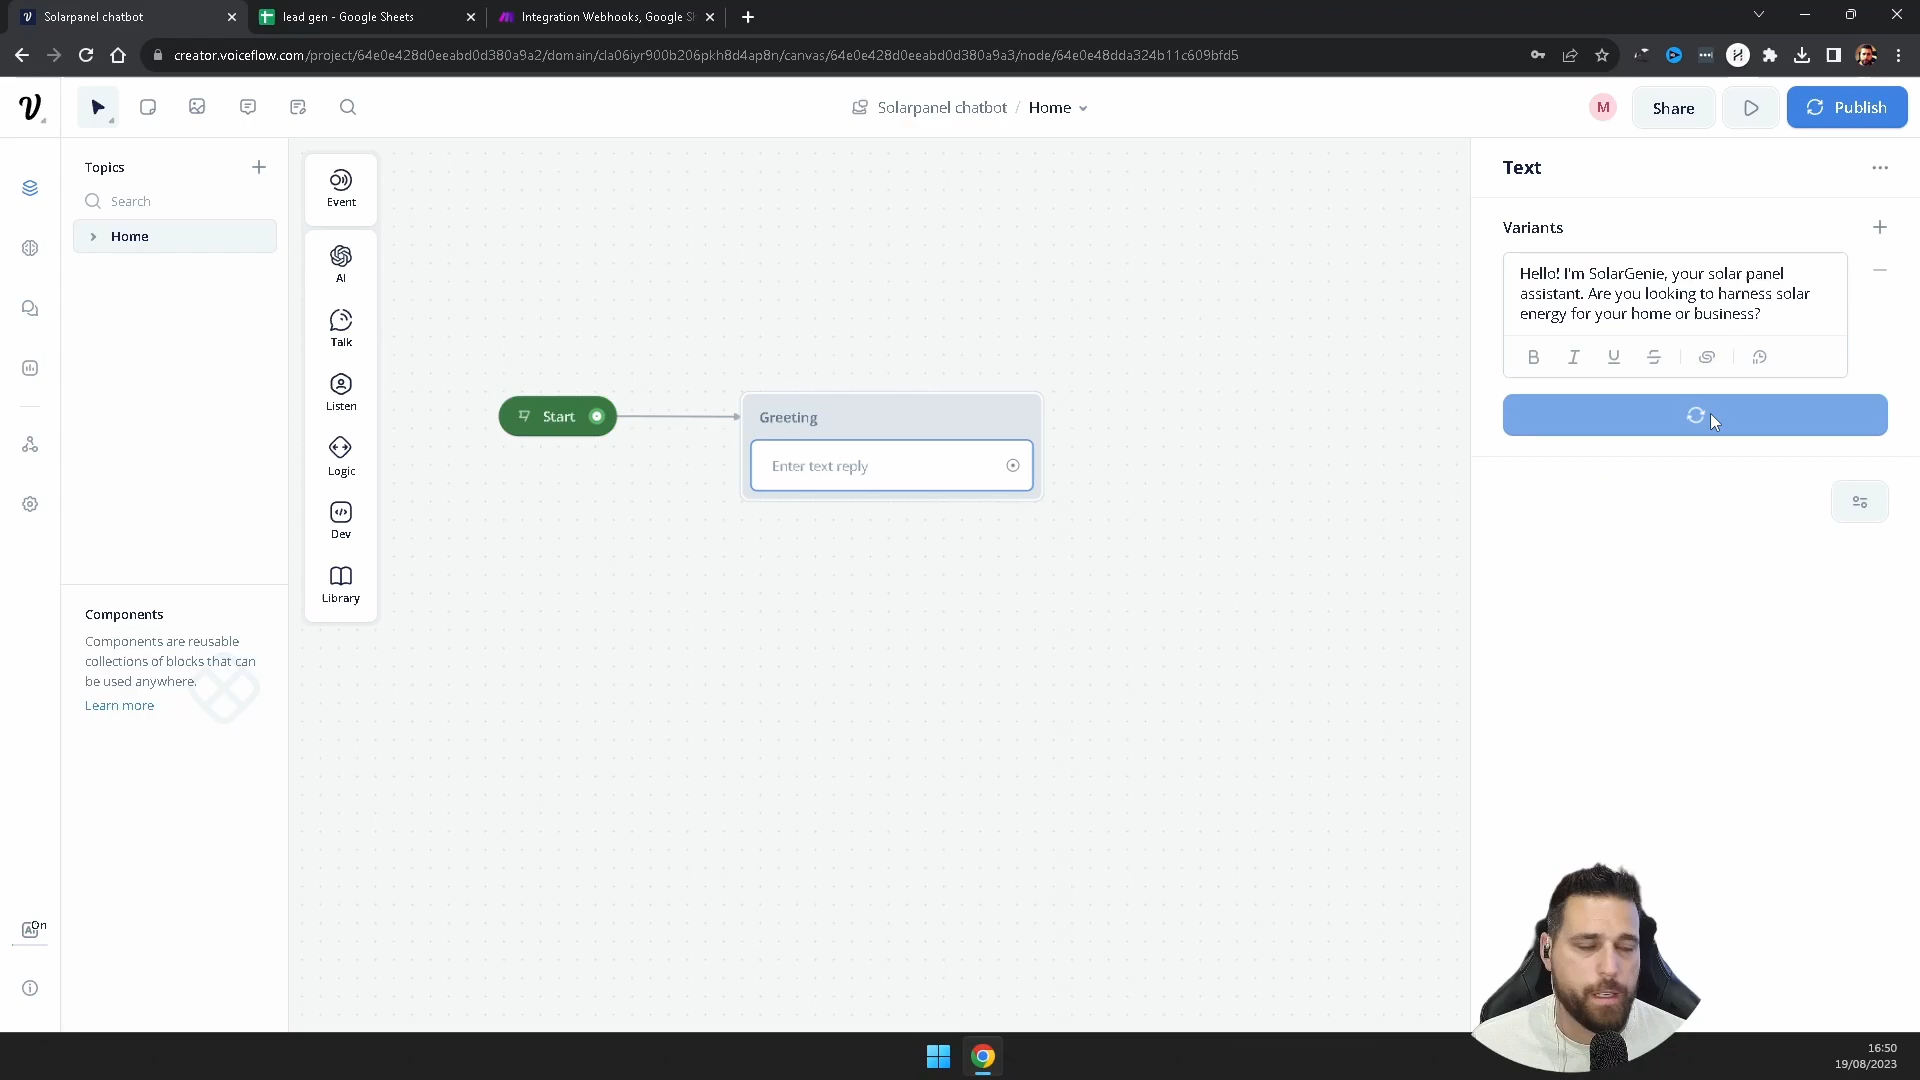 Solarpanel chatbot
lead gen - Google Sheets
Integration Webhooks, Google Sh
creator.voiceflow.com/project/64e0e428d0eeabd0d380a9a2/domain/cla06iyr900b206pkh8d4ap8n/canvas/64e0e428d0eeabd0d380a9a3/node/64e0e48dda324b11c609bfd5
Solarpanel chatbot / Home
M
Share
Publish
Topics
Search
Home
Event
AI
Talk
Listen
Logic
Dev
Library
Start
Greeting
Enter text reply
Text
Variants
Hello! I'm SolarGenie, your solar panel
assistant. Are you looking to harness solar
energy for your home or business?
B I U S
Components
Components are reusable
collections of blocks that can
be used anywhere.
Learn more
On
16:50
19/08/2023